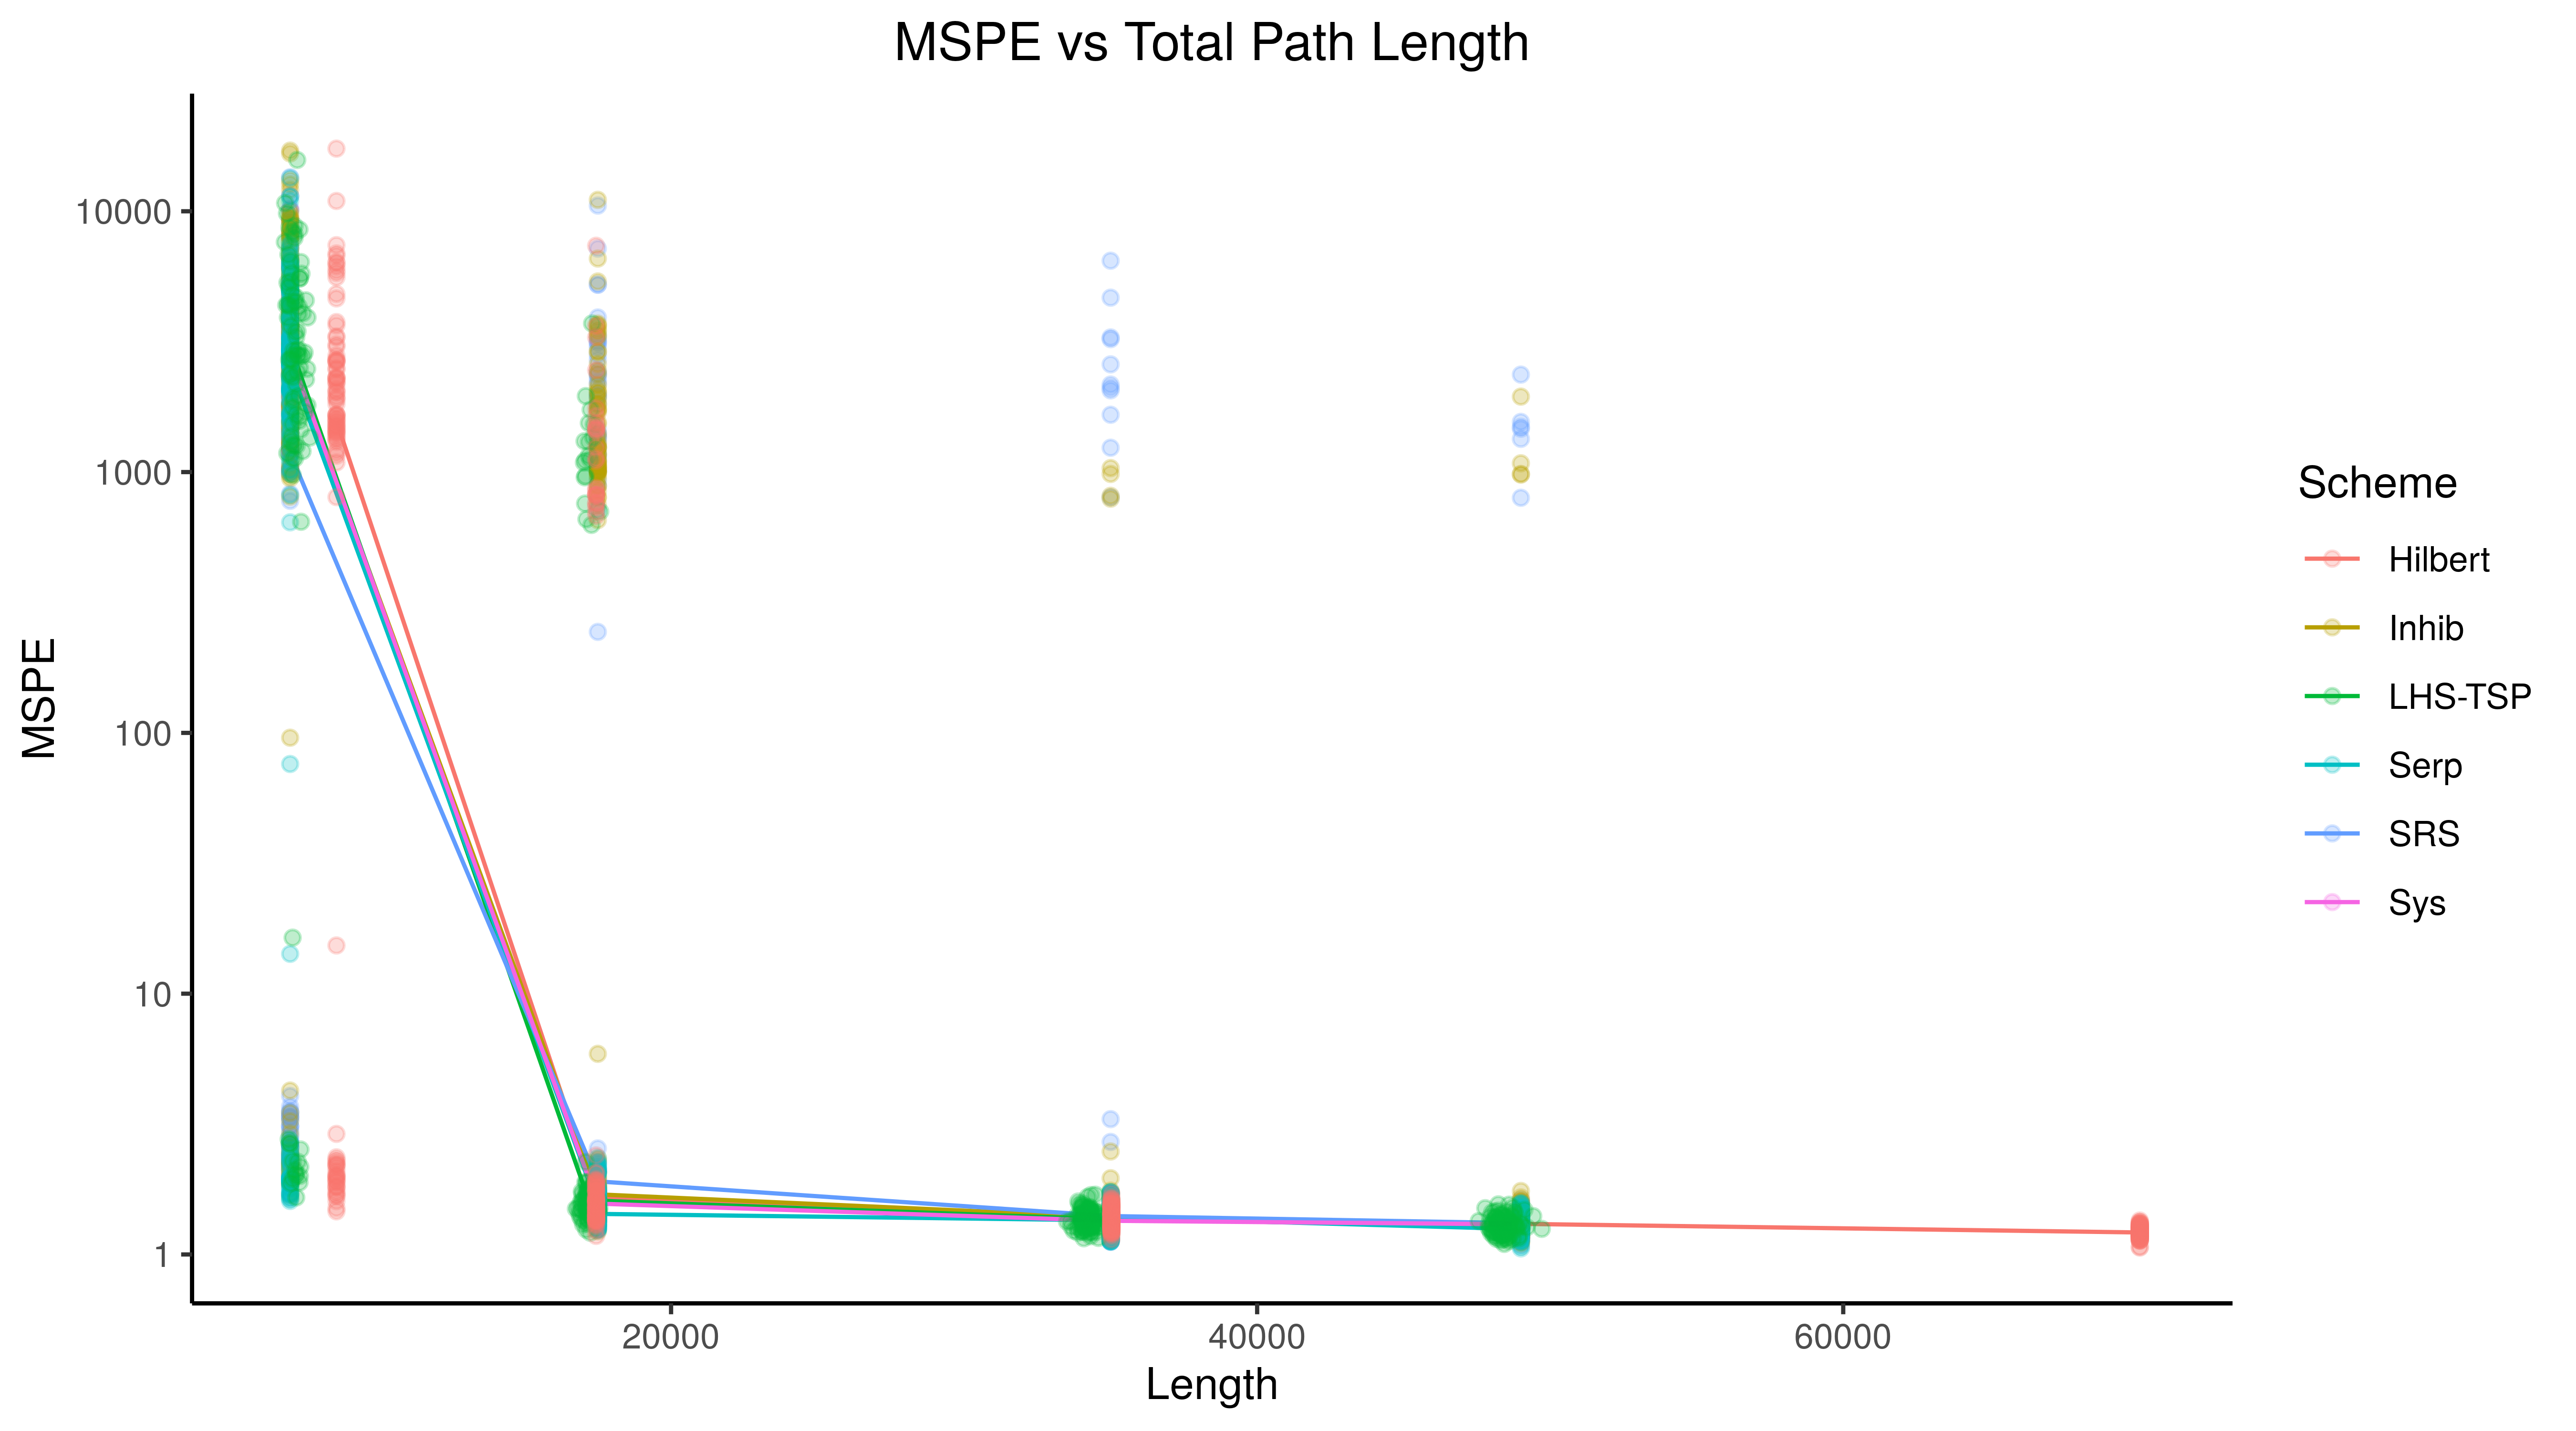 MSPE vs Total Path Length
MSPE
10000
1000
100
10
1
20000
40000
60000
Length
Scheme
Hilbert
Inhib
LHS-TSP
Serp
SRS
Sys